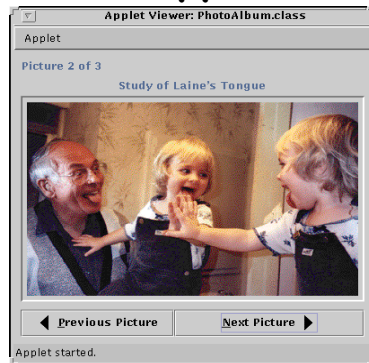 Applet Viewer: PhotoAlbum.class
Applet
Picture 2 of 3
Study of Laine's Tongue
Previous Picture
Next Picture
Applet started.